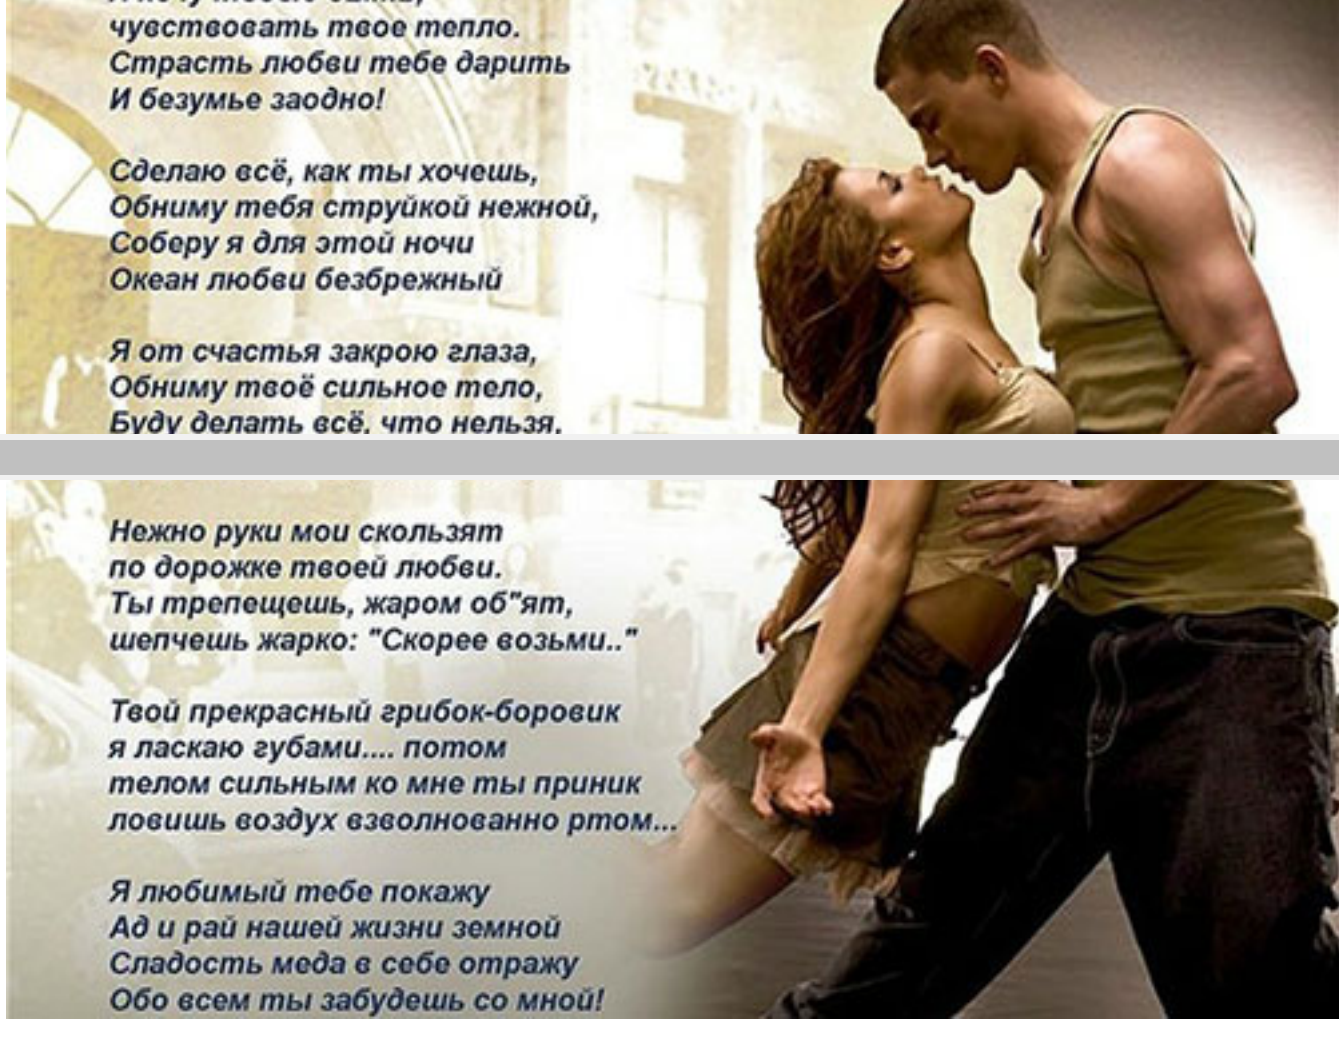 чувствовать твое тепло.
Страсть любви тебе дарить
И безумье заодно!
Сделаю всё, как ты хочешь,
Обниму тебя струйкой нежной,
Соберу я для этой ночи
Океан любви безбрежный
Я от счастья закрою глаза,
Обниму твоё сильное тело,
Буду делать всё, что нельзя,
Нежно руки мои скользят
по дорожке твоей любви.
Ты трепещешь, жаром об"ят,
шепчешь жарко: "Скорее возьми.."
Твой прекрасный грибок-боровик
я ласкаю губами.... потом
телом сильным ко мне ты приник
ловишь воздух взволнованно ртом...
Я любимый тебе покажу
Ад и рай нашей жизни земной
Сладость меда в себе отражу
Обо всем ты забудешь со мной!